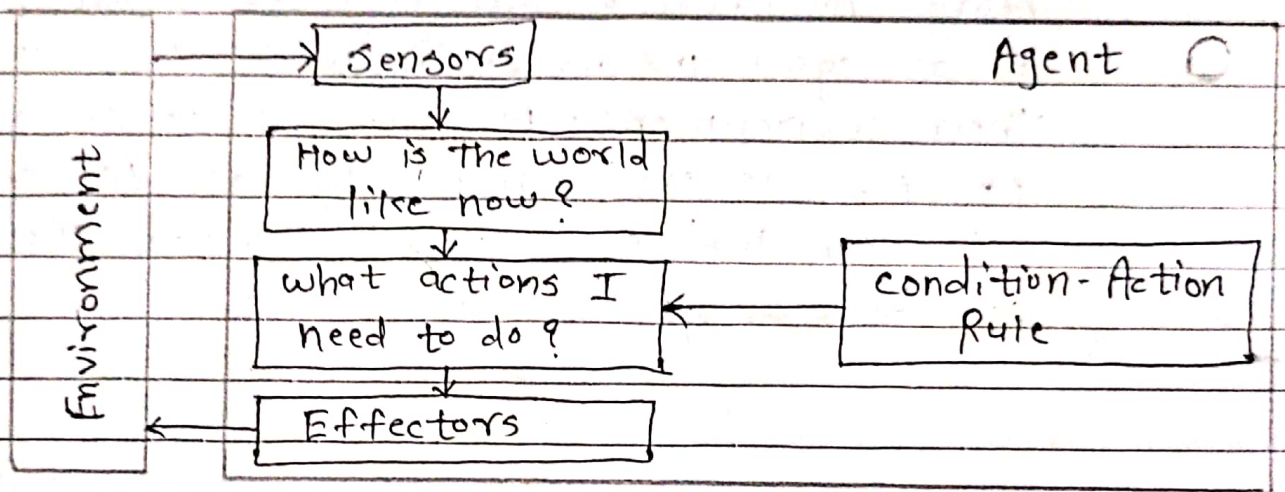 Sensors
Agent
How is The world
like now?
What actions I
need to do?
condition-Action
Rule
Effectors
Environment